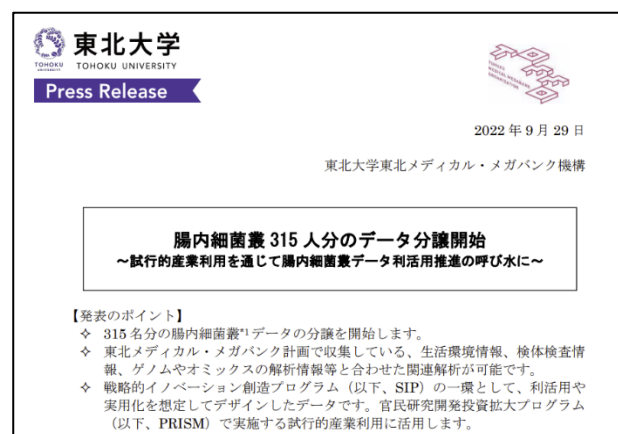 東北大学
TOHOKU UNIVERSITY
TOHOKU
UNIVERSITY
Press Release
TOHOKU
MEDICAL MEGABANK
ORGANIZATION
2022 年 9 月 29 日
東北大学東北メディカル・メガバンク機構
腸内細菌叢 315 人分のデータ分譲開始
~試行的産業利用を通じて腸内細菌叢データ利活用推進の呼び水に~
【発表のポイント】
✧ 315 名分の腸内細菌叢*1データの分譲を開始します。
✧ 東北メディカル・メガバンク計画で収集している、生活環境情報、検体検査情
報、ゲノムやオミックスの解析情報等と合わせた関連解析が可能です。
✧ 戦略的イノベーション創造プログラム（以下、SIP）の一環として、利活用や
実用化を想定してデザインしたデータです。官民研究開発投資拡大プログラム
（以下、PRISM）で実施する試行的産業利用に活用します。